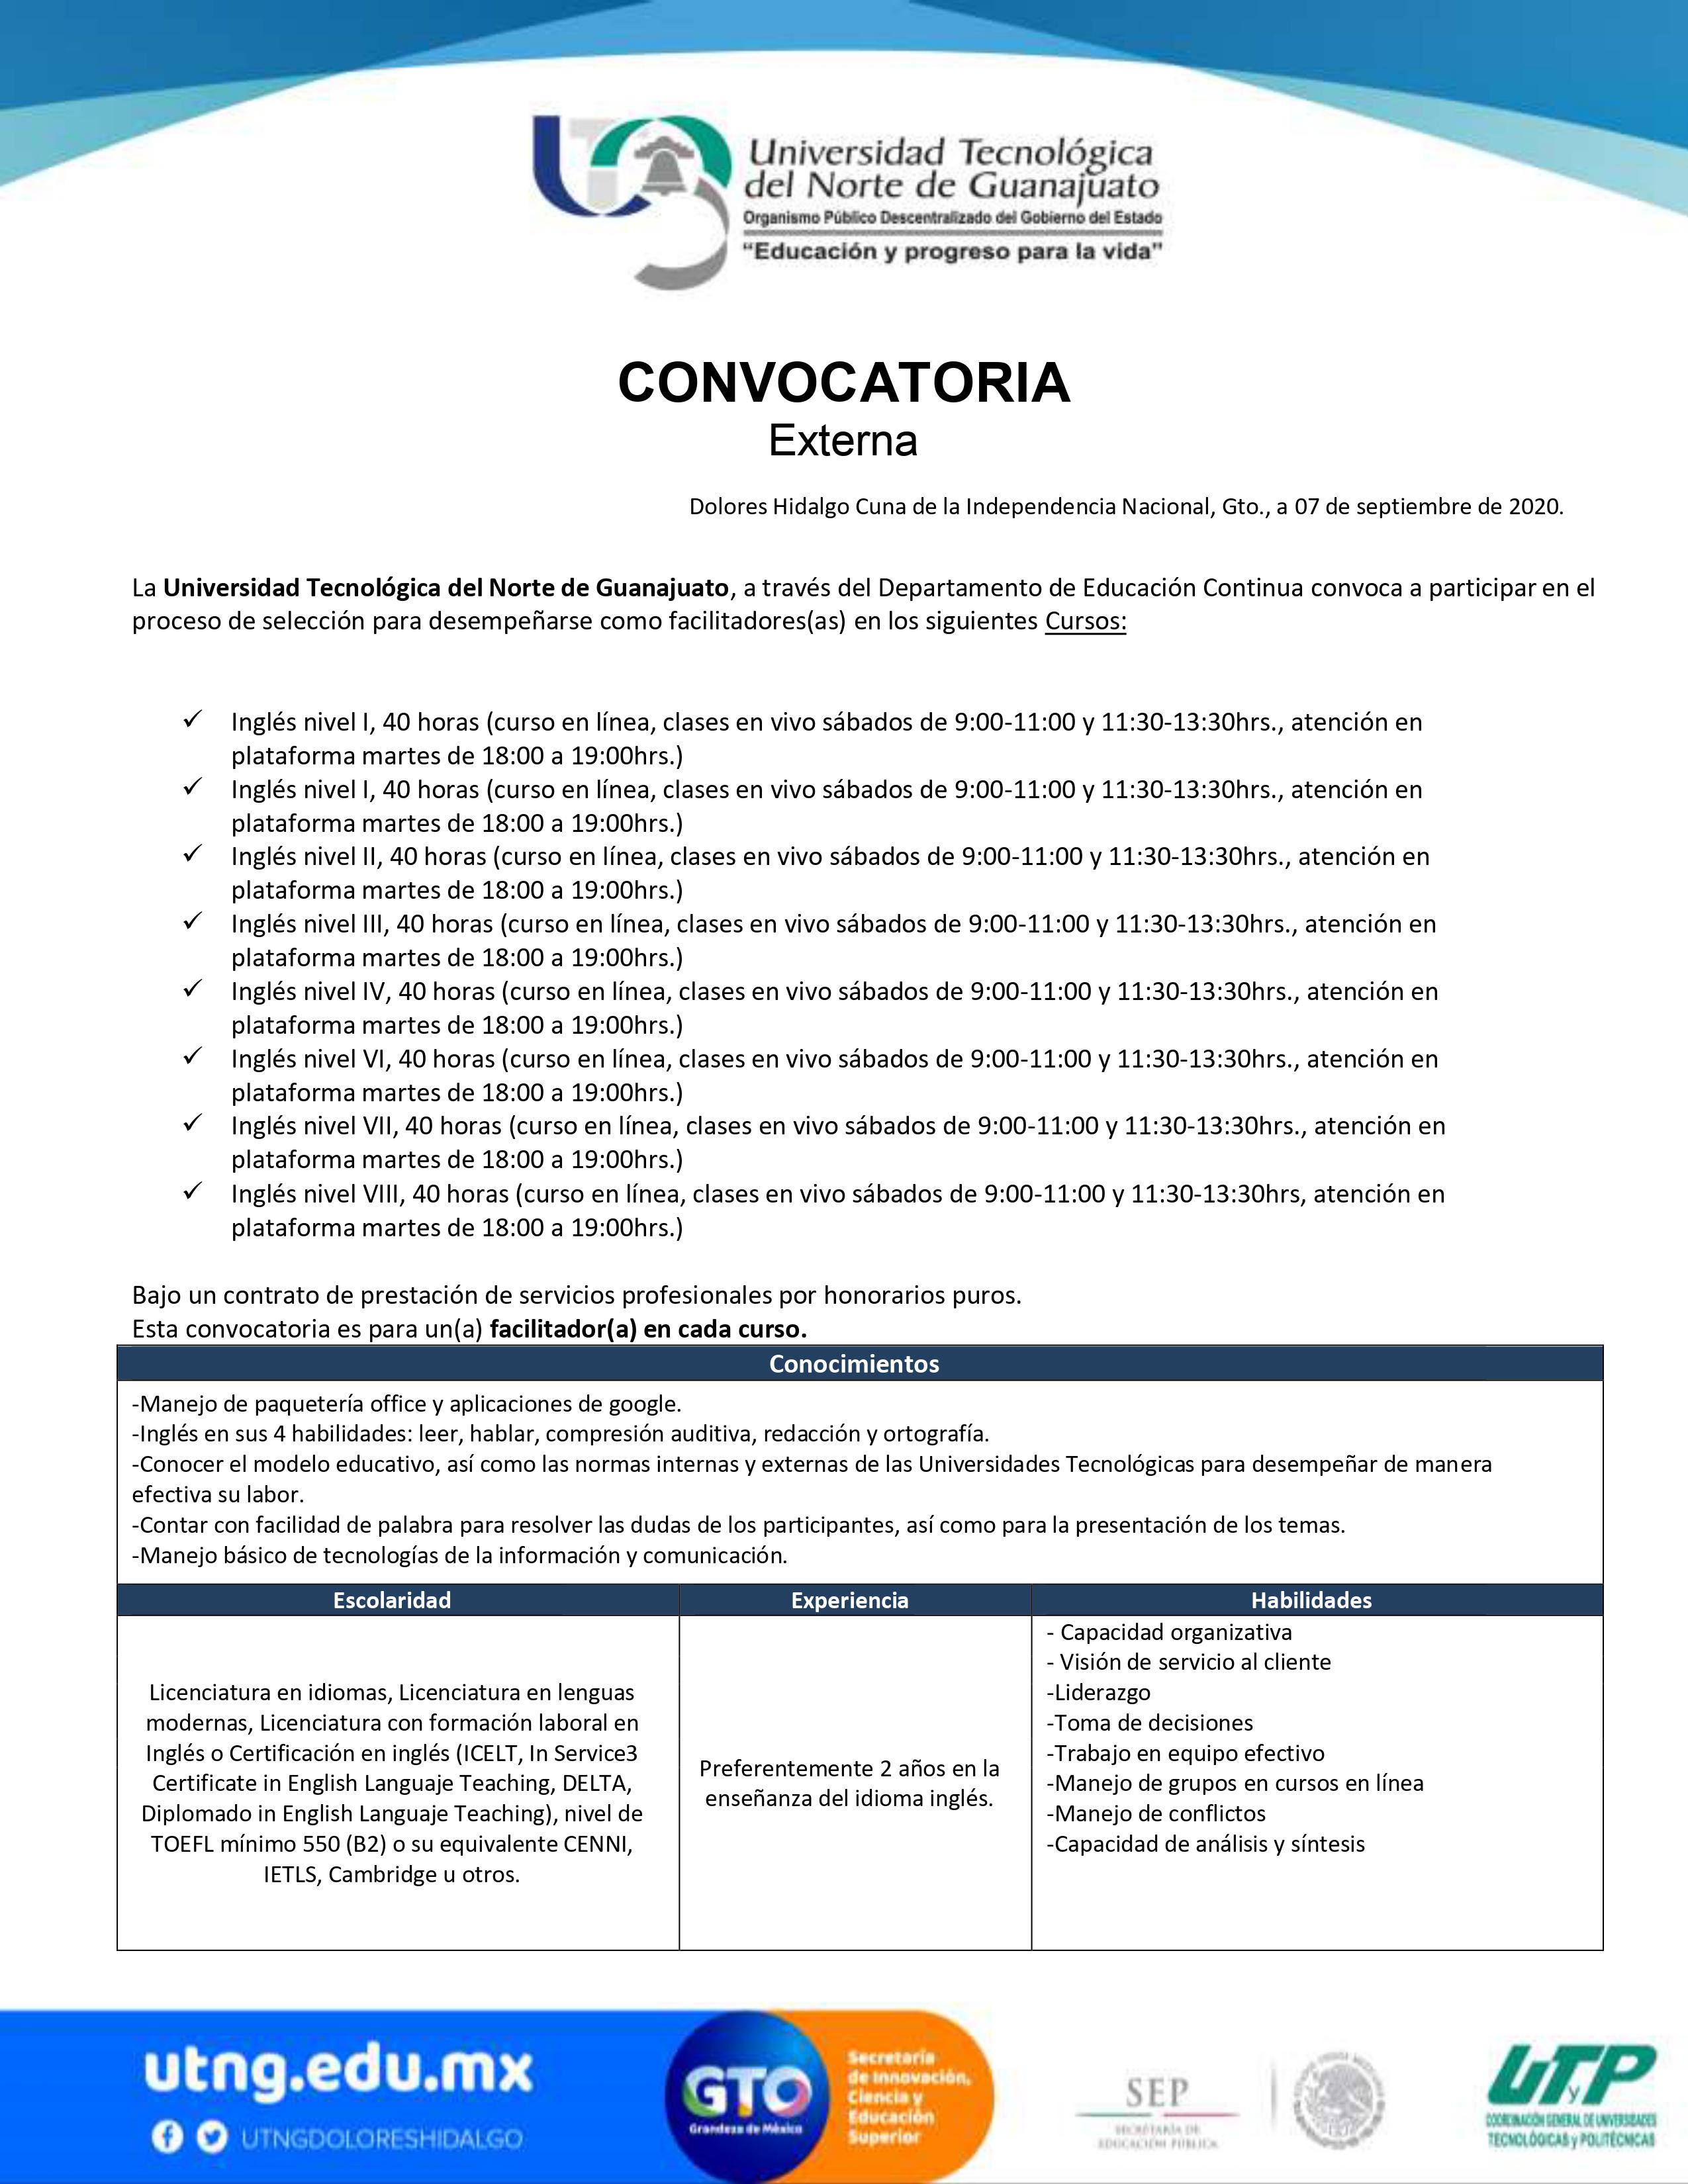 Universidad Tecnológica
del Norte de Guanajuato
Organismo Público Descentralizado del Gobierno del Estado
"Educación y progreso para la vida"
CONVOCATORIA
Externa
Dolores Hidalgo Cuna de la Independencia Nacional, Gto., a 07 de septiembre de 2020.
La Universidad Tecnológica del Norte de Guanajuato, a través del Departamento de Educación Continua convoca a participar en el
proceso de selección para desempeñarse como facilitadores(as) en los siguientes Cursos:
✓ Inglés nivel I, 40 horas (curso en línea, clases en vivo sábados de 9:00-11:00 y 11:30-13:30hrs., atención en
plataforma martes de 18:00 a 19:00hrs.)
✓ Inglés nivel I, 40 horas (curso en línea, clases en vivo sábados de 9:00-11:00 y 11:30-13:30hrs., atención en
plataforma martes de 18:00 a 19:00hrs.)
✓ Inglés nivel II, 40 horas (curso en línea, clases en vivo sábados de 9:00-11:00 y 11:30-13:30hrs., atención en
plataforma martes de 18:00 a 19:00hrs.)
✓ Inglés nivel III, 40 horas (curso en línea, clases en vivo sábados de 9:00-11:00 y 11:30-13:30hrs., atención en
plataforma martes de 18:00 a 19:00hrs.)
✓ Inglés nivel IV, 40 horas (curso en línea, clases en vivo sábados de 9:00-11:00 y 11:30-13:30hrs., atención en
plataforma martes de 18:00 a 19:00hrs.)
✓ Inglés nivel VI, 40 horas (curso en línea, clases en vivo sábados de 9:00-11:00 y 11:30-13:30hrs., atención en
plataforma martes de 18:00 a 19:00hrs.)
✓ Inglés nivel VII, 40 horas (curso en línea, clases en vivo sábados de 9:00-11:00 y 11:30-13:30hrs., atención en
plataforma martes de 18:00 a 19:00hrs.)
✓ Inglés nivel VIII, 40 horas (curso en línea, clases en vivo sábados de 9:00-11:00 y 11:30-13:30hrs, atención en
plataforma martes de 18:00 a 19:00hrs.)
Bajo un contrato de prestación de servicios profesionales por honorarios puros.
Esta convocatoria es para un(a) facilitador(a) en cada curso.
Conocimientos
-Manejo de paquetería office y aplicaciones de google.
-Inglés en sus 4 habilidades: leer, hablar, compresión auditiva, redacción y ortografía.
-Conocer el modelo educativo, así como las normas internas y externas de las Universidades Tecnológicas para desempeñar de manera
efectiva su labor.
-Contar con facilidad de palabra para resolver las dudas de los participantes, así como para la presentación de los temas.
-Manejo básico de tecnologías de la información y comunicación.
Escolaridad
Licenciatura en idiomas, Licenciatura en lenguas
modernas, Licenciatura con formación laboral en
Inglés o Certificación en inglés (ICELT, In Service3
Certificate in English Languaje Teaching, DELTA,
Diplomado in English Languaje Teaching), nivel de
TOEFL mínimo 550 (B2) o su equivalente CENNI,
IETLS, Cambridge u otros.
Experiencia
Preferentemente 2 años en la
enseñanza del idioma inglés.
Habilidades
- Capacidad organizativa
- Visión de servicio al cliente
-Liderazgo
-Toma de decisiones
-Trabajo en equipo efectivo
-Manejo de grupos en cursos en línea
-Manejo de conflictos
-Capacidad de análisis y síntesis
utng.edu.mx
UTNGDOLORESHIDALGO
GTO
Grandeza de México
Secretaría
de Innovación,
Ciencia y
Educación
Superior
SEP
SECRETARÍA DE
EDUCACIÓN PÚBLICA
UTyP
COORDINACIÓN GENERAL DE UNIVERSIDADES
TECNOLÓGICAS y POLITÉCNICAS